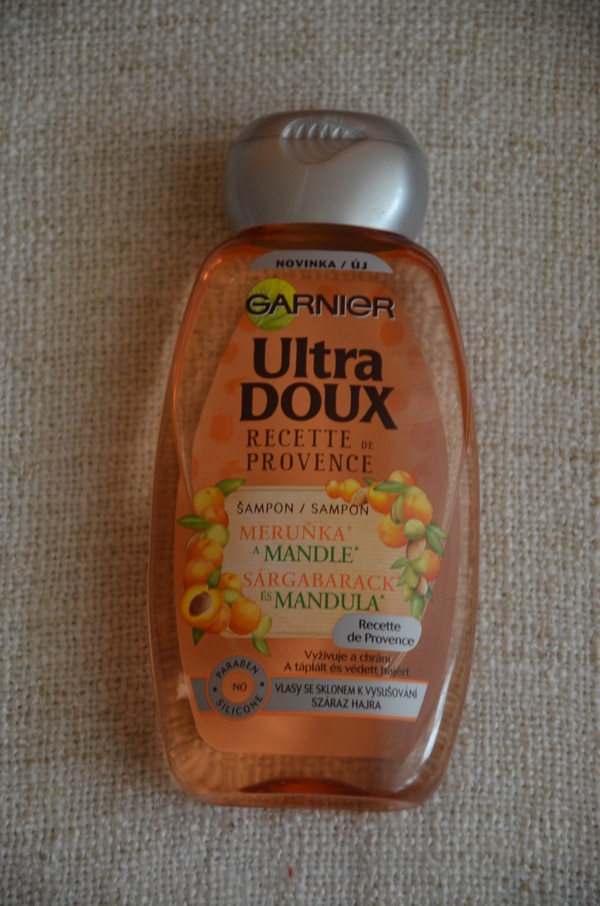 NOVINKA / ÚJ
GARNIER
Ultra
DOUX
RECETTE DE
PROVENCE
ŠAMPON / SAMPON
MERUŇKA*
A MANDLE*
SÁRGABARACK*
ÉS MANDULA*
Recette
de Provence
Vyživuje a chrání
A táplált és védett hajért
PARABEN
NO
SILICONE
VLASY SE SKLONEM K VYSUŠOVÁNÍ
SZÁRAZ HAJRA